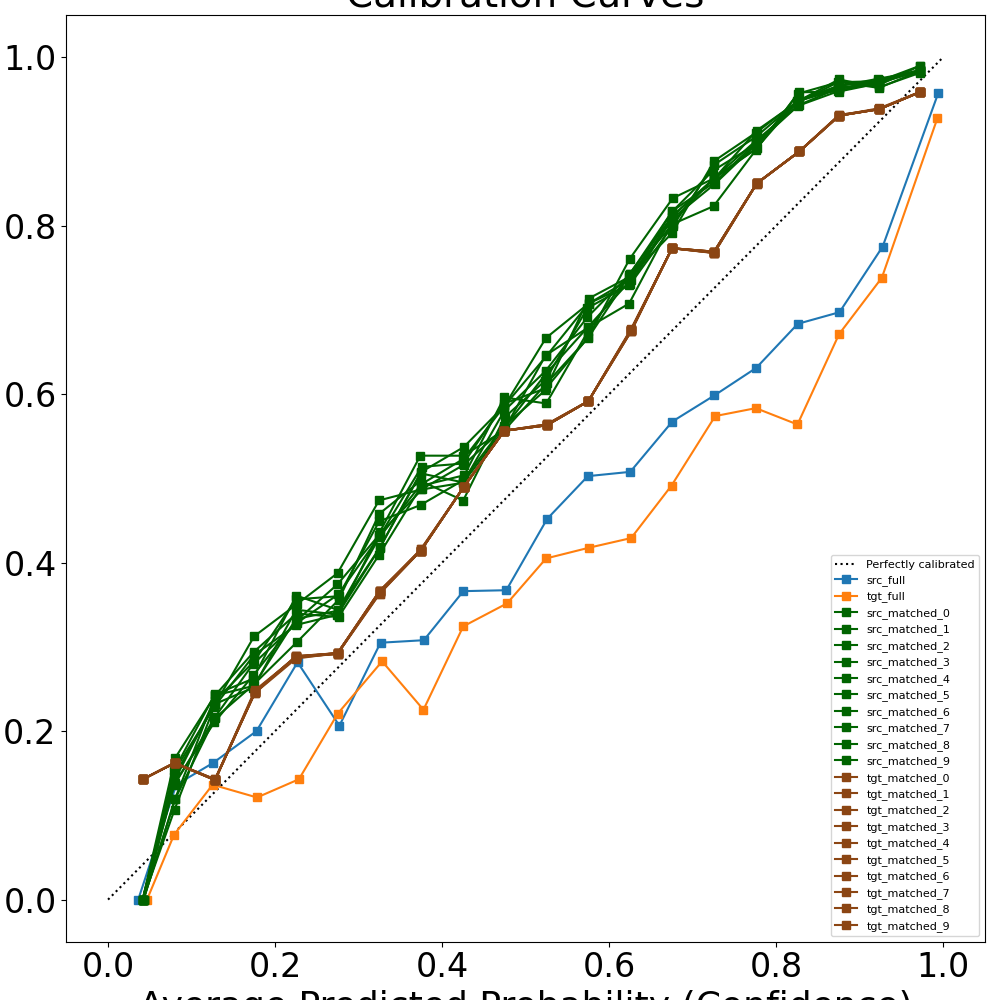 Calibration Curves
1.0
0.8
0.6
0.4
0.2
0.0
Perfectly calibrated
src_full
tgt_full
src_matched_0
src_matched_1
src_matched_2
src_matched_3
src_matched_4
src_matched_5
src_matched_6
src_matched_7
src_matched_8
src_matched_9
tgt_matched_0
tgt_matched_1
tgt_matched_2
tgt_matched_3
tgt_matched_4
tgt_matched_5
tgt_matched_6
tgt_matched_7
tgt_matched_8
tgt_matched_9
0.0 0.2 0.4 0.6 0.8 1.0
Average Predicted Probability (Confidence)